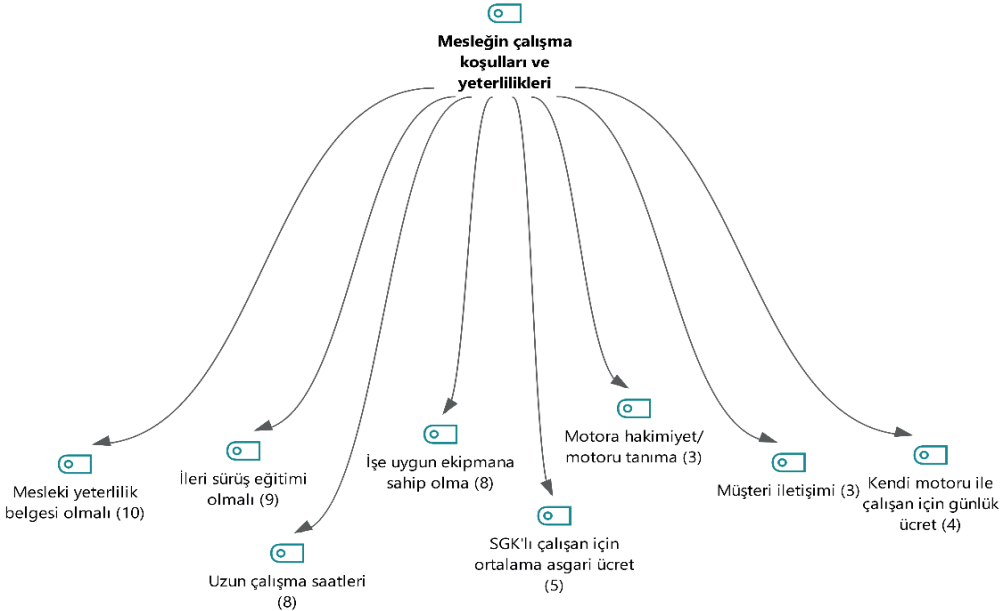 Mesleğin çalışma
koşulları ve
yeterlilikleri
Mesleki yeterlilik
belgesi olmalı (10)
İleri sürüş eğitimi
olmalı (9)
Uzun çalışma saatleri
(8)
İşe uygun ekipmana
sahip olma (8)
SGK'lı çalışan için
ortalama asgari ücret
(5)
Motora hakimiyet/
motoru tanıma (3)
Müşteri iletişimi (3)
Kendi motoru ile
çalışan için günlük
ücret (4)